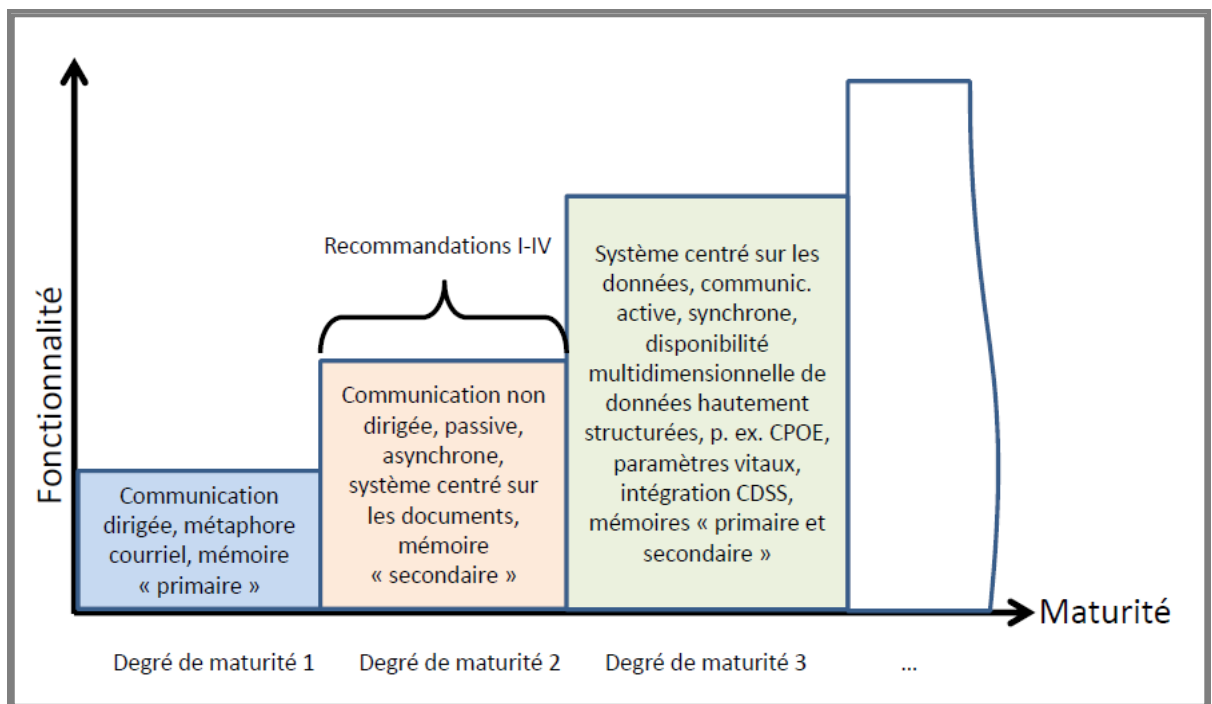 Fonctionnalité
Recommandations I-IV
Communication
dirigée, métaphore
courriel, mémoire
« primaire »
Communication non
dirigée, passive,
asynchrone,
système centré sur
les documents,
mémoire
« secondaire »
Système centré sur les
données, communic.
active, synchrone,
disponibilité
multidimensionnelle de
données hautement
structurées, p. ex. CPOE,
paramètres vitaux,
intégration CDSS,
mémoires « primaire et
secondaire »
Maturité
Degré de maturité 1
Degré de maturité 2
Degré de maturité 3
...